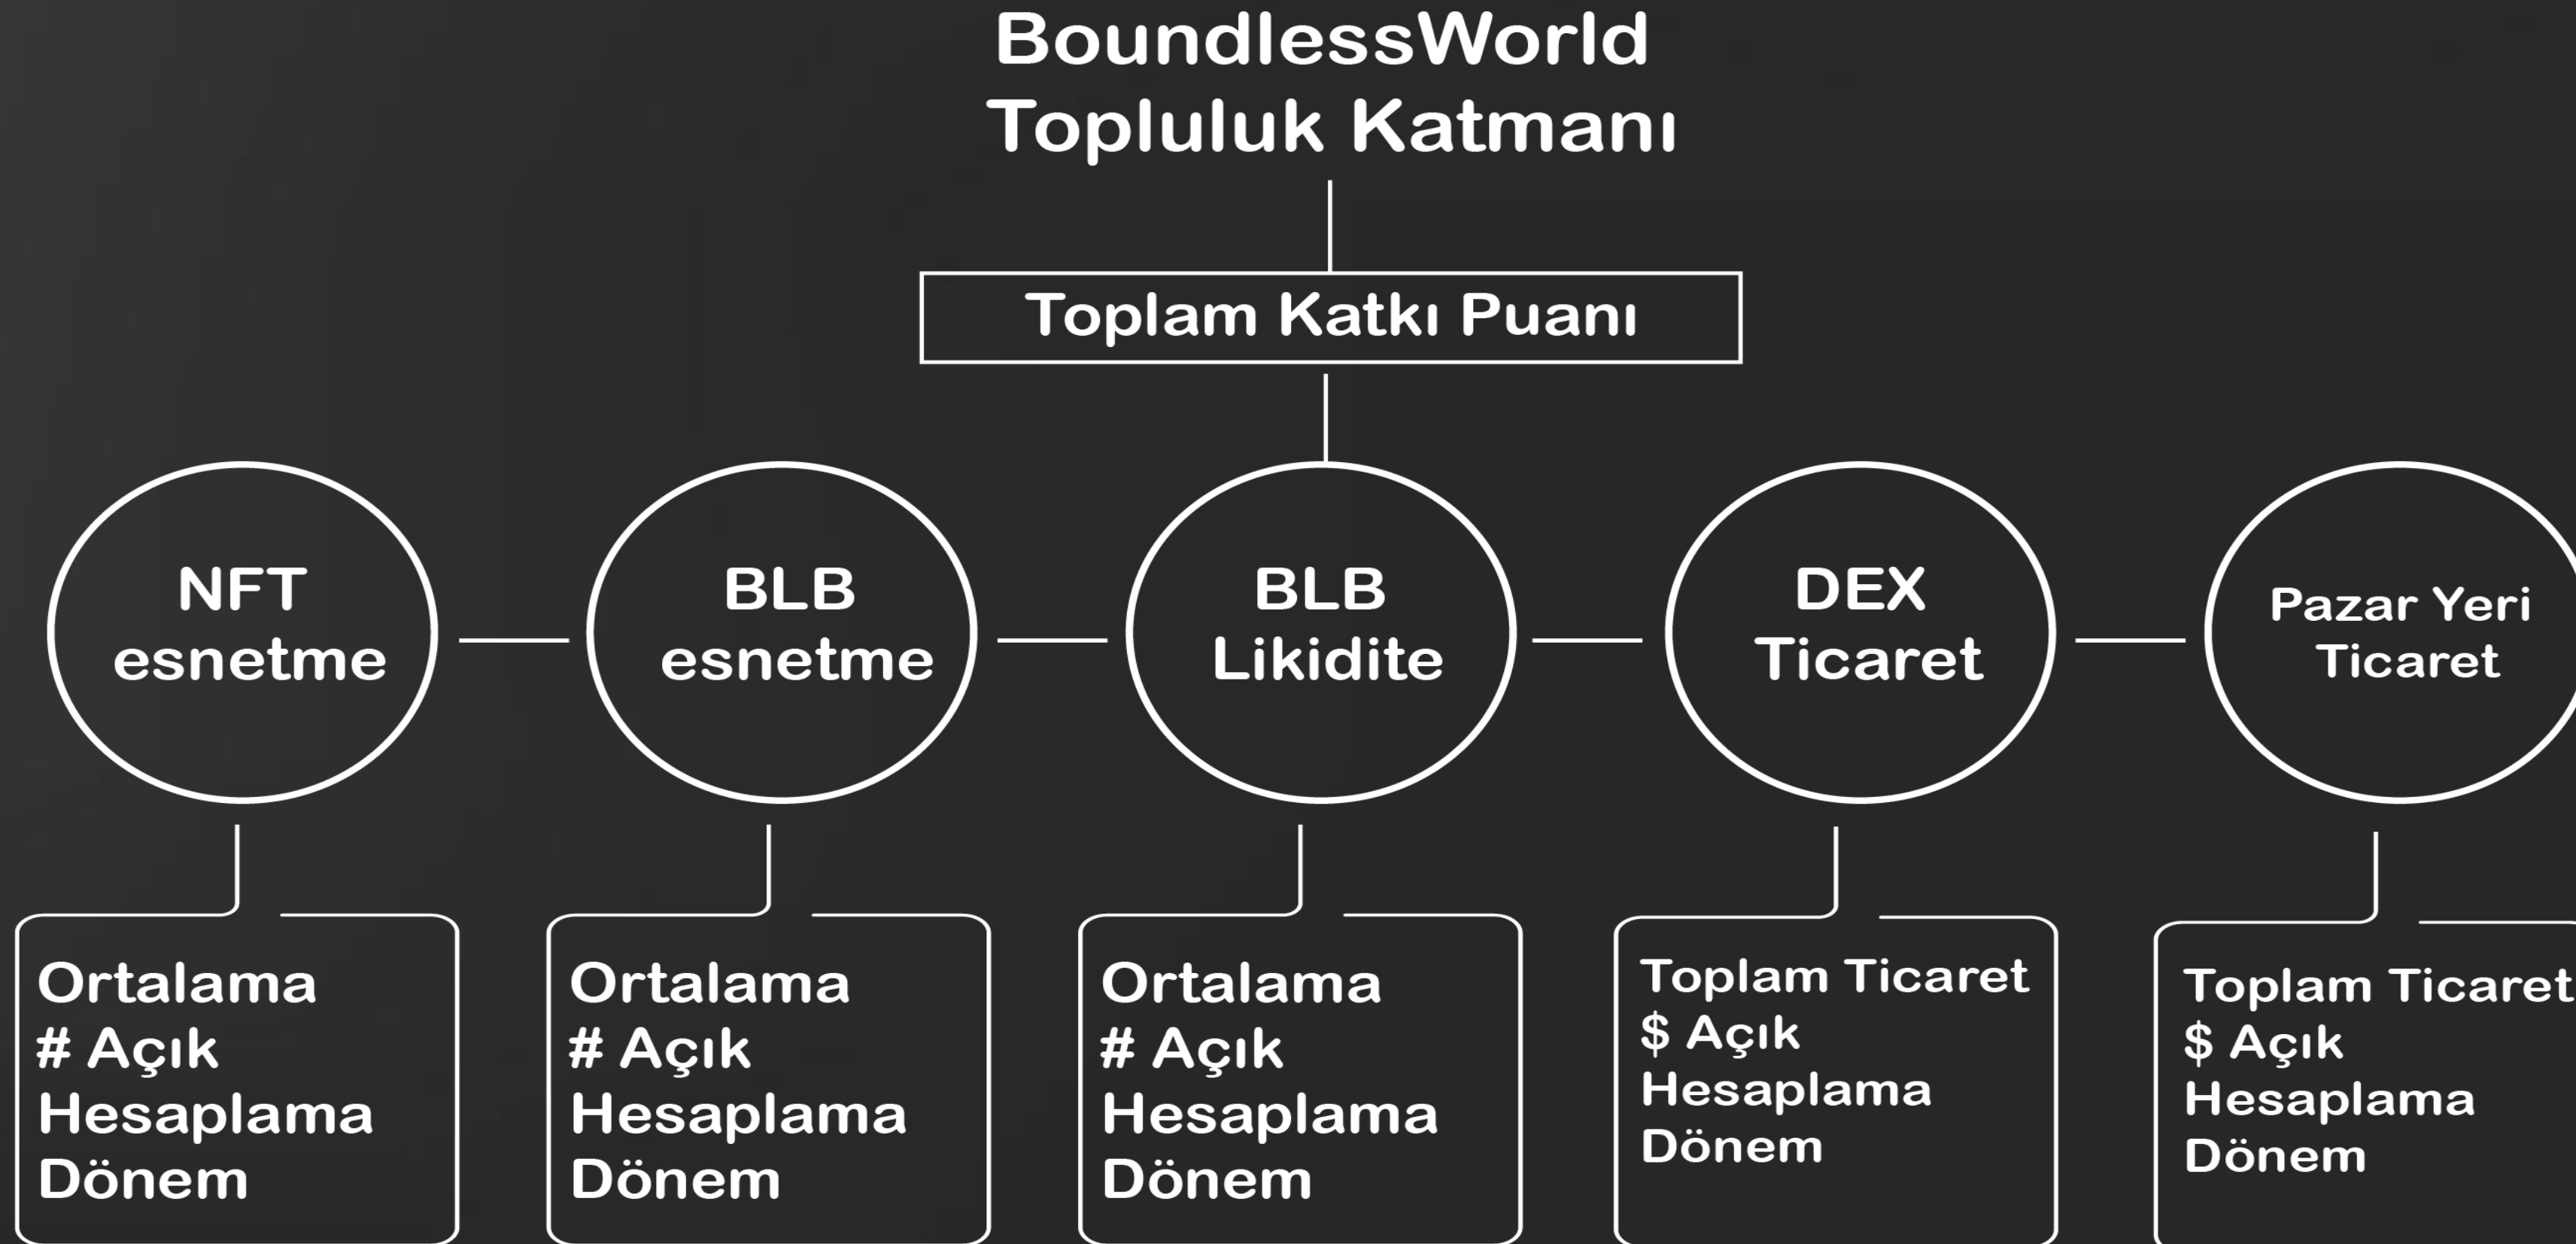 BoundlessWorld
Topluluk Katmanı
Toplam Katkı Puanı
NFT
esnetme
BLB
esnetme
BLB
Likidite
DEX
Ticaret
Pazar Yeri
Ticaret
Ortalama
# Açık
Hesaplama
Dönem
Ortalama
# Açık
Hesaplama
Dönem
Ortalama
# Açık
Hesaplama
Dönem
Toplam Ticaret
$ Açık
Hesaplama
Dönem
Toplam Ticaret
$ Açık
Hesaplama
Dönem